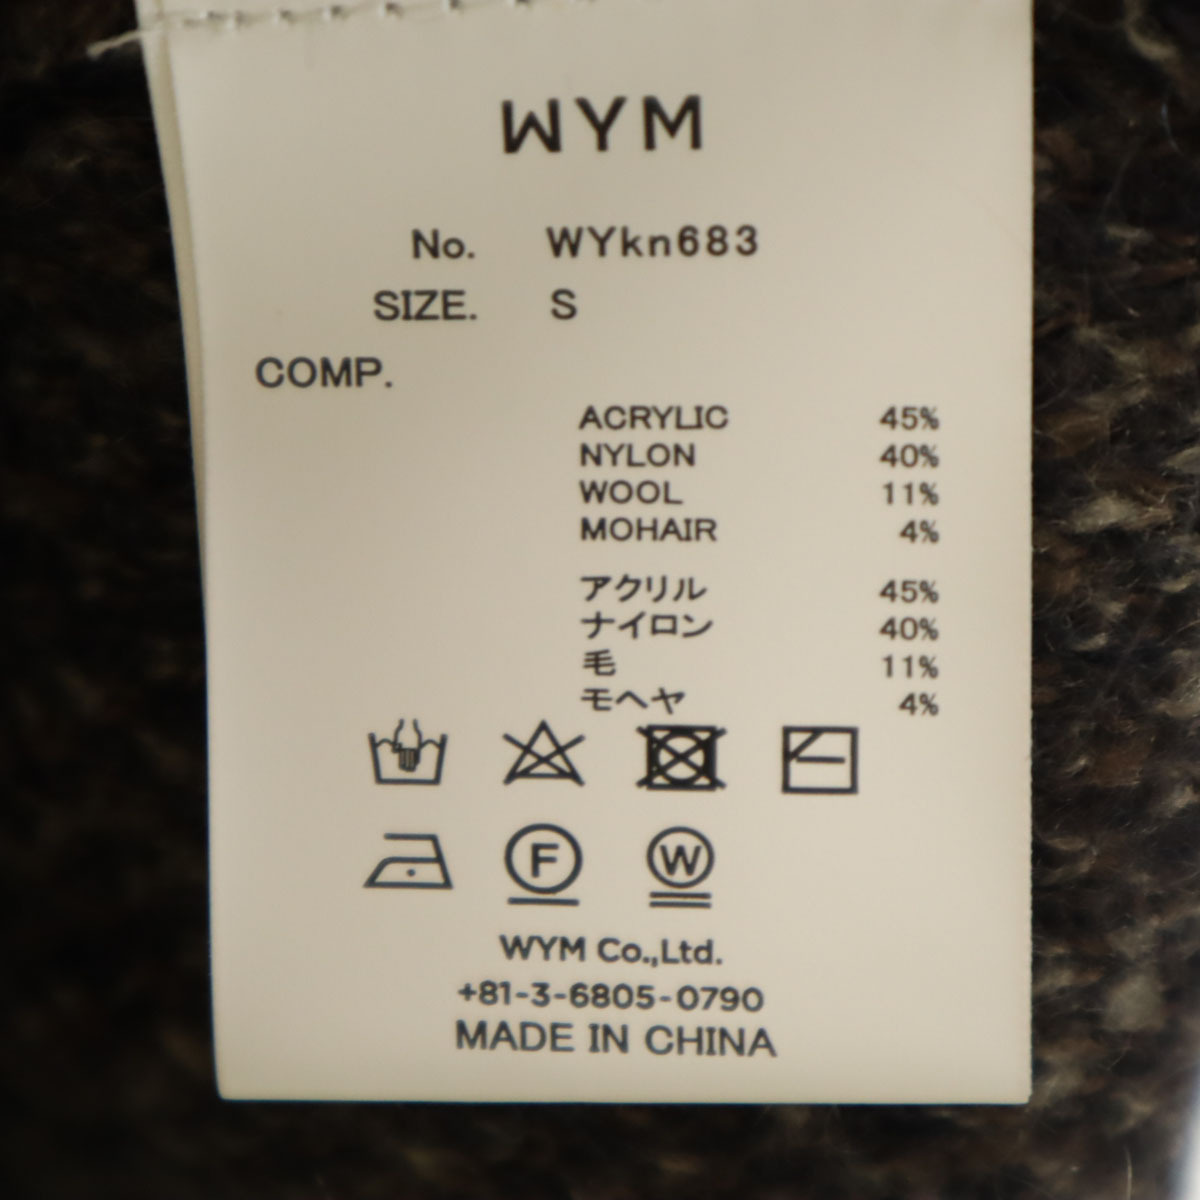 WYM
No. WYkn683
SIZE. S
COMP.
ACRYLIC 45%
NYLON 40%
WOOL 11%
MOHAIR 4%
アクリル 45%
ナイロン 40%
毛 11%
モヘヤ 4%
F W
WYM Co.,Ltd.
+81-3-6805-0790
MADE IN CHINA